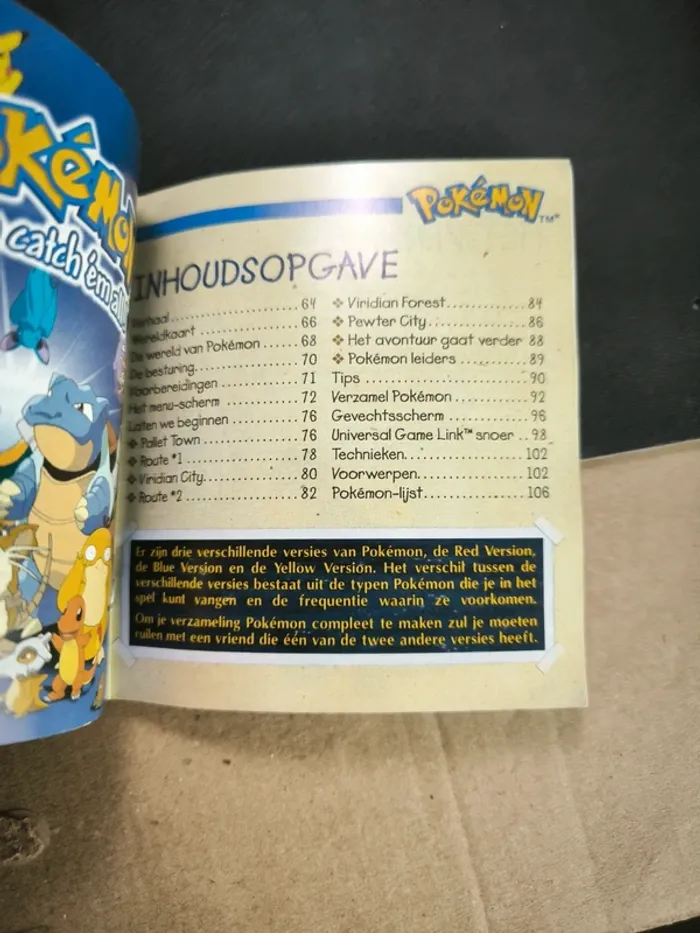 Pokémon
catch 'em all
POKÉMON™
INHOUDSOPGAVE
Verhaal 64
Wereldkaart 66
De wereld van Pokémon 68
De besturing 70
Voorbereidingen 71
Het menu-scherm 72
Laten we beginnen 76
❖ Pallet Town 76
❖ Route *1 78
❖ Viridian City 80
❖ Route *2 82
❖ Viridian Forest 84
❖ Pewter City 86
❖ Het avontuur gaat verder 88
❖ Pokémon leiders 89
Tips 90
Verzamel Pokémon 92
Gevechtsscherm 96
Universal Game Link™ snoer 98
Technieken 102
Voorwerpen 102
Pokémon-lijst 106
Er zijn drie verschillende versies van Pokémon, de Red Version,
de Blue Version en de Yellow Version. Het verschil tussen de
verschillende versies bestaat uit de typen Pokémon die je in het
spel kunt vangen en de frequentie waarin ze voorkomen.
Om je verzameling Pokémon compleet te maken zul je moeten
ruilen met een vriend die één van de twee andere versies heeft.